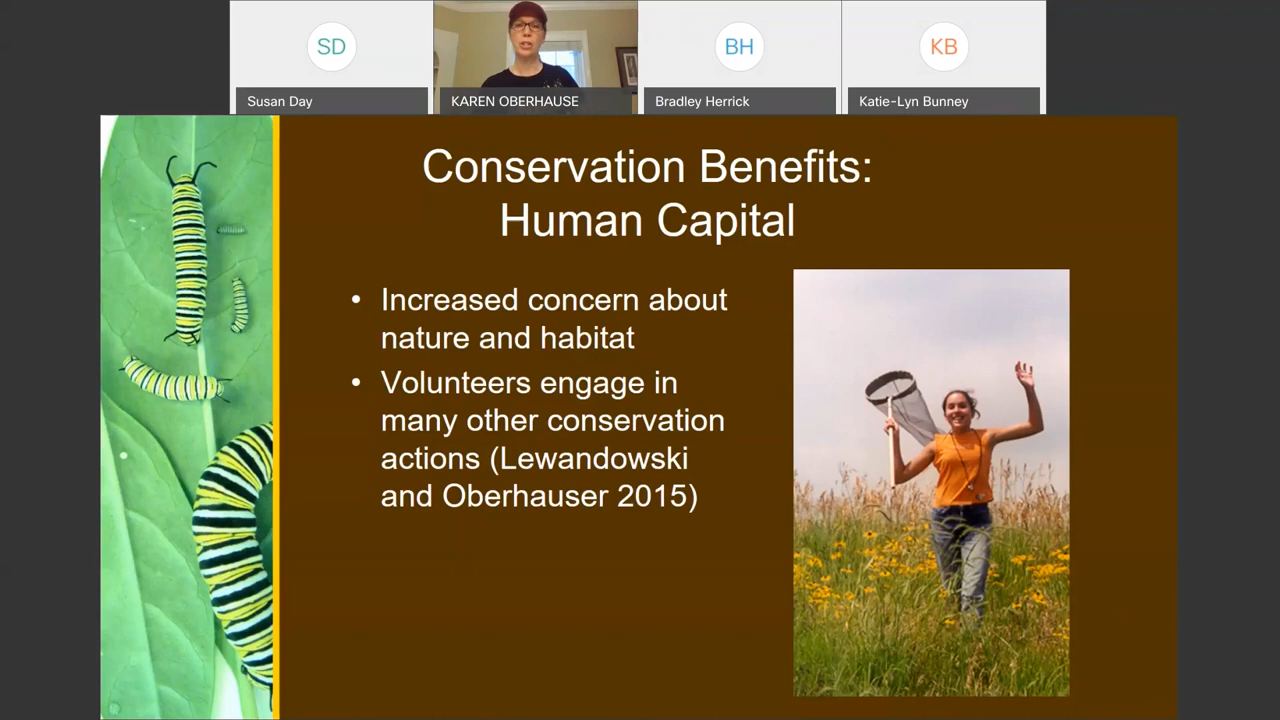 SD
BH
KB
Susan Day
KAREN OBERHAUSE
Bradley Herrick
Katie-Lyn Bunney
Conservation Benefits:
Human Capital
• Increased concern about
nature and habitat
• Volunteers engage in
many other conservation
actions (Lewandowski
and Oberhauser 2015)